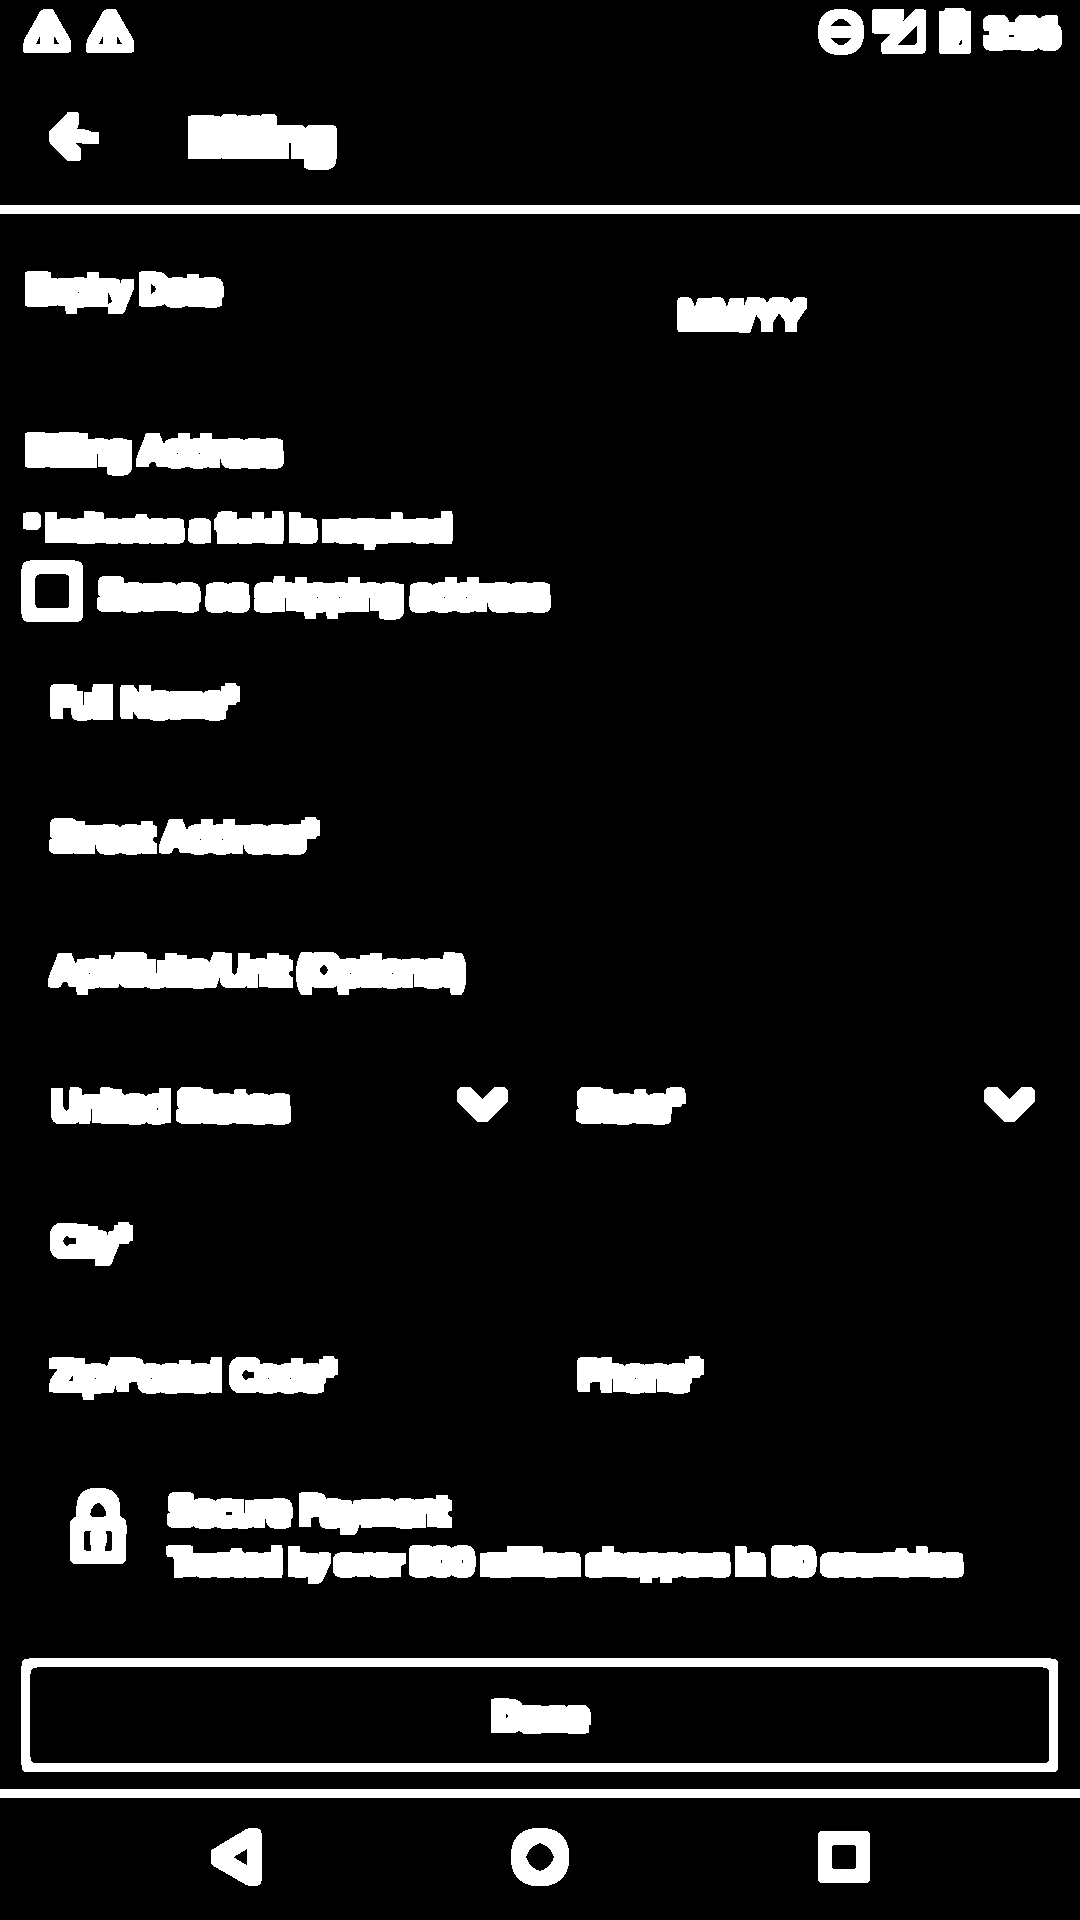 Billing
Expiry Date
MM/YY
Billing Address
* Indicates a field is required
Same as shipping address
Full Name*
Street Address*
Apt/Suite/Unit (Optional)
United States
State*
City*
Zip/Postal Code*
Phone*
Secure Payment
Trusted by over 500 million shoppers in 50 countries
Done